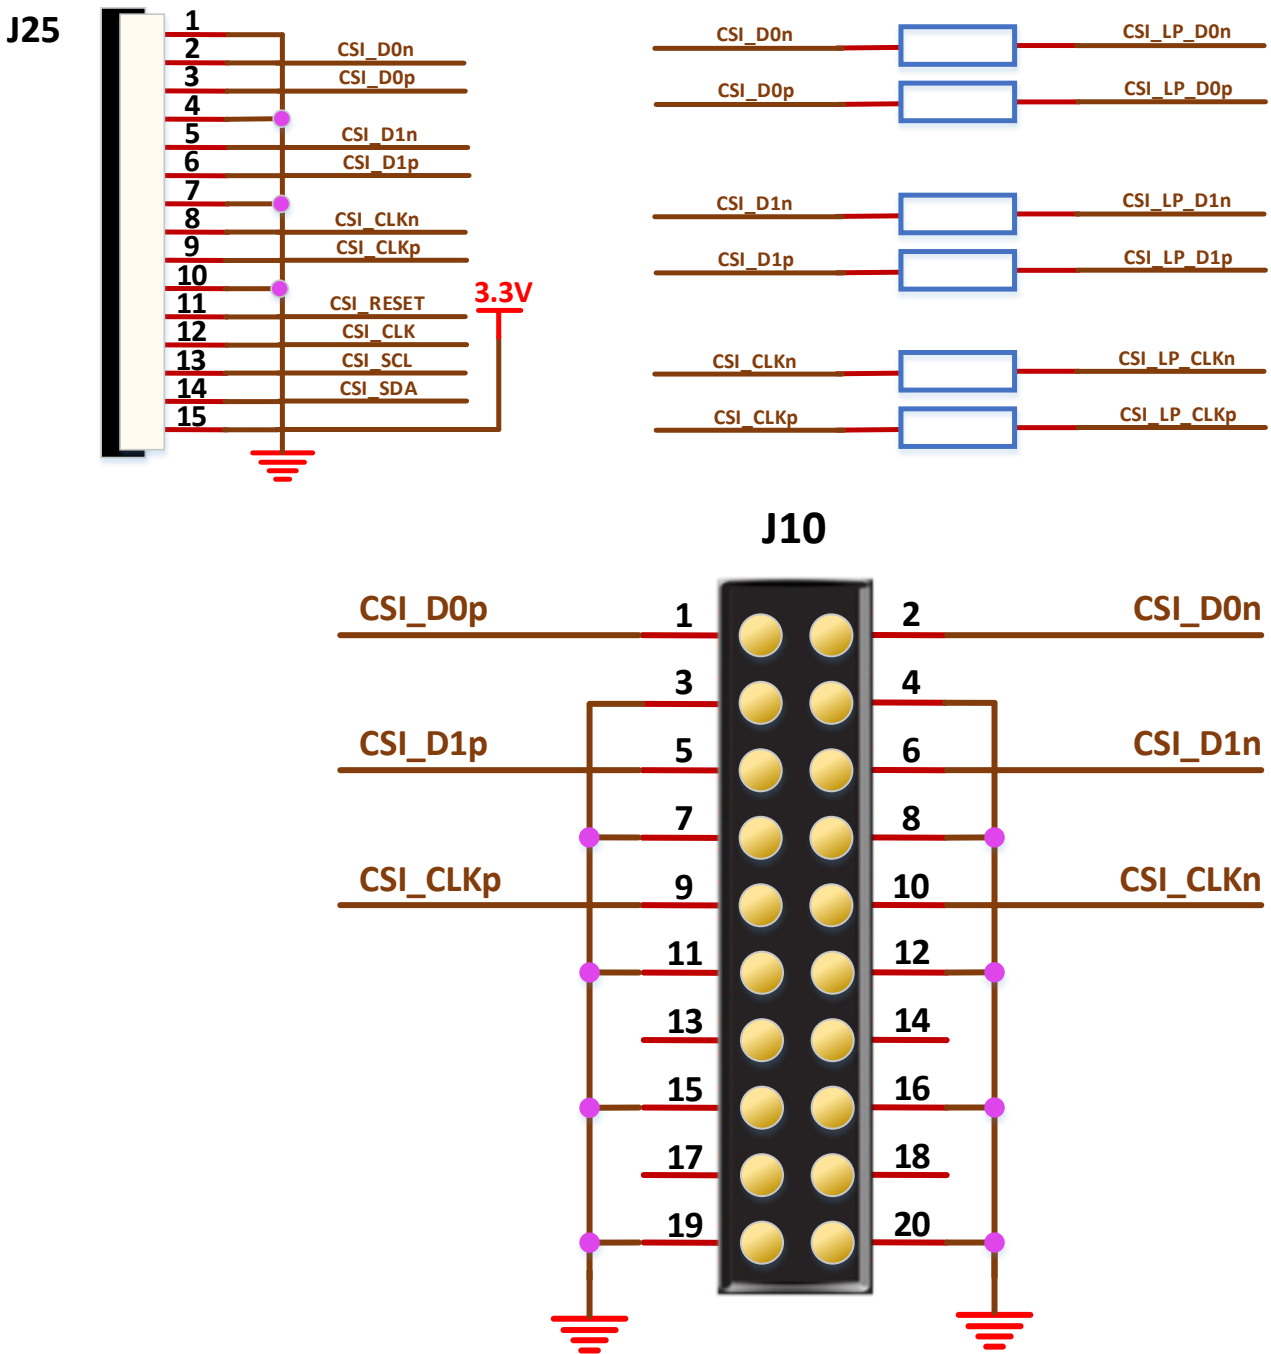 J25
1
2 CSI_D0n
3 CSI_D0p
4
5 CSI_D1n
6 CSI_D1p
7
8 CSI_CLKn
9 CSI_CLKp
10
11 CSI_RESET
3.3V
12 CSI_CLK
13 CSI_SCL
14 CSI_SDA
15
CSI_D0n CSI_LP_D0n
CSI_D0p CSI_LP_D0p
CSI_D1n CSI_LP_D1n
CSI_D1p CSI_LP_D1p
CSI_CLKn CSI_LP_CLKn
CSI_CLKp CSI_LP_CLKp
J10
CSI_D0p 1 2 CSI_D0n
3 4
CSI_D1p 5 6 CSI_D1n
7 8
CSI_CLKp 9 10 CSI_CLKn
11 12
13 14
15 16
17 18
19 20